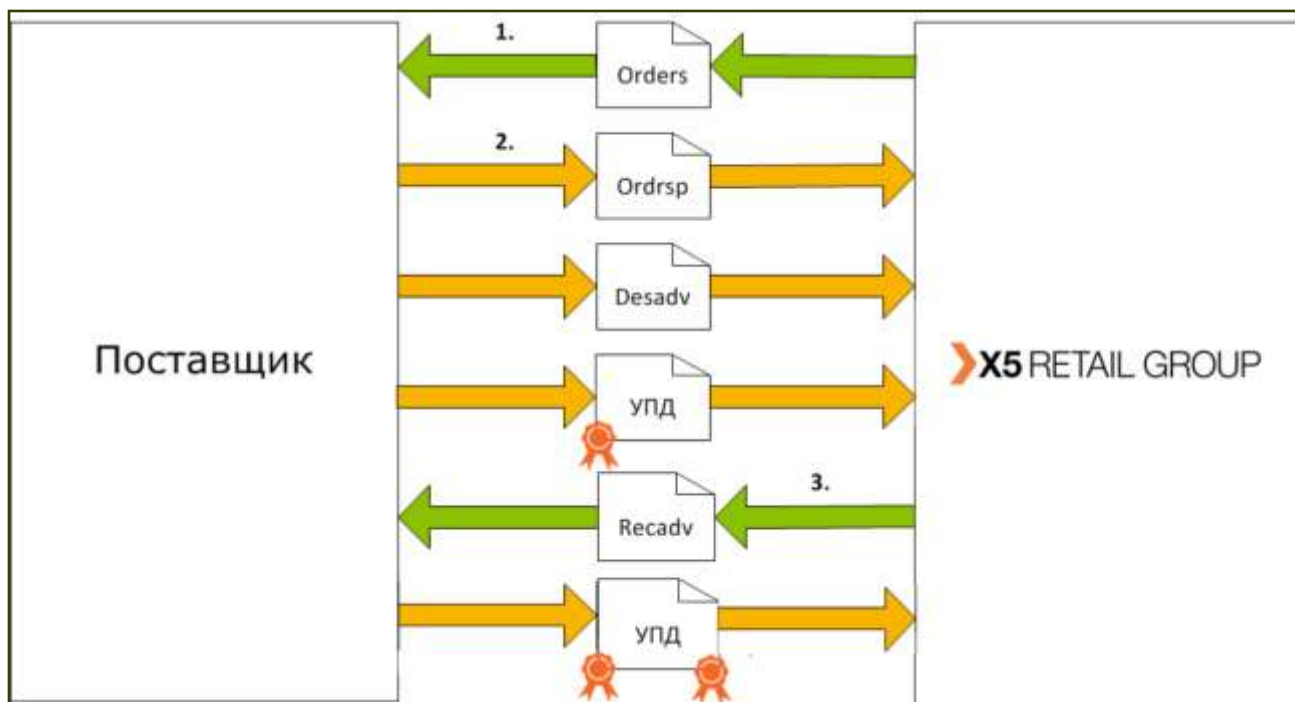 1.
Orders
2.
Ordrsp
Desadv
Поставщик
X5 RETAIL GROUP
УПД
3.
Recadv
УПД